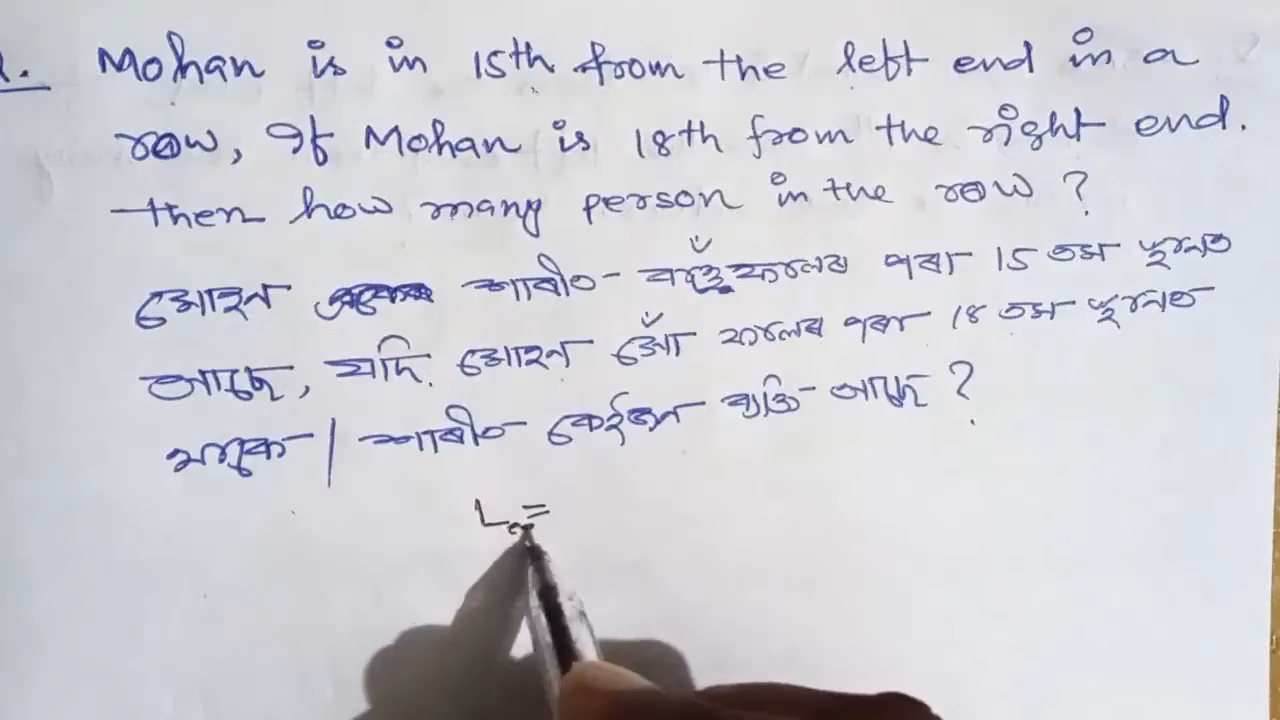 1. Mohan is in 15th from the left end in a
row, If Mohan is 18th from the right end.
then how many person in the row ?
মোহন শাৰীত বাওঁফালৰ পৰা 15 তম স্থানত
আছে, যদি মোহন সোঁ ফালৰ পৰা 18 তম স্থানত
থাকে | শাৰীত কেইজন ব্যক্তি আছে ?
L =